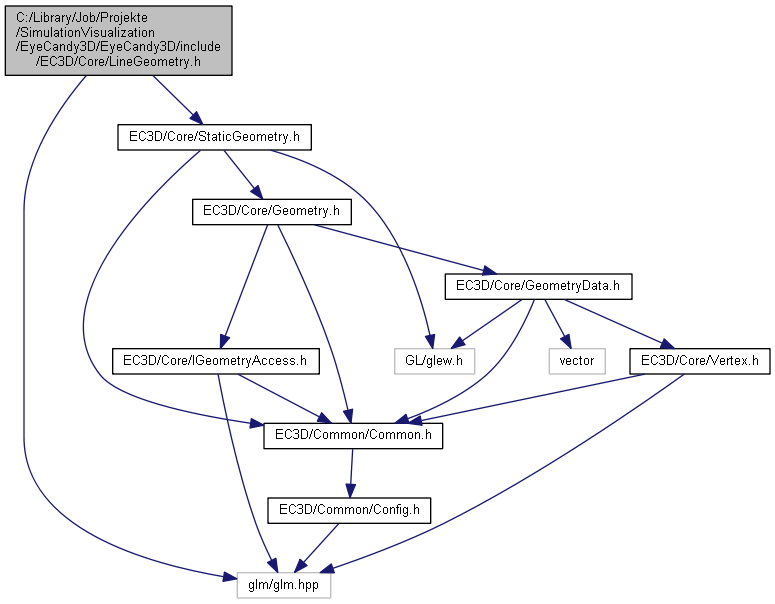 C:/Library/Job/Projekte
/SimulationVisualization
/EyeCandy3D/EyeCandy3D/include
/EC3D/Core/LineGeometry.h
EC3D/Core/StaticGeometry.h
EC3D/Core/Geometry.h
EC3D/Core/GeometryData.h
EC3D/Core/IGeometryAccess.h
GL/glew.h
vector
EC3D/Core/Vertex.h
EC3D/Common/Common.h
EC3D/Common/Config.h
glm/glm.hpp